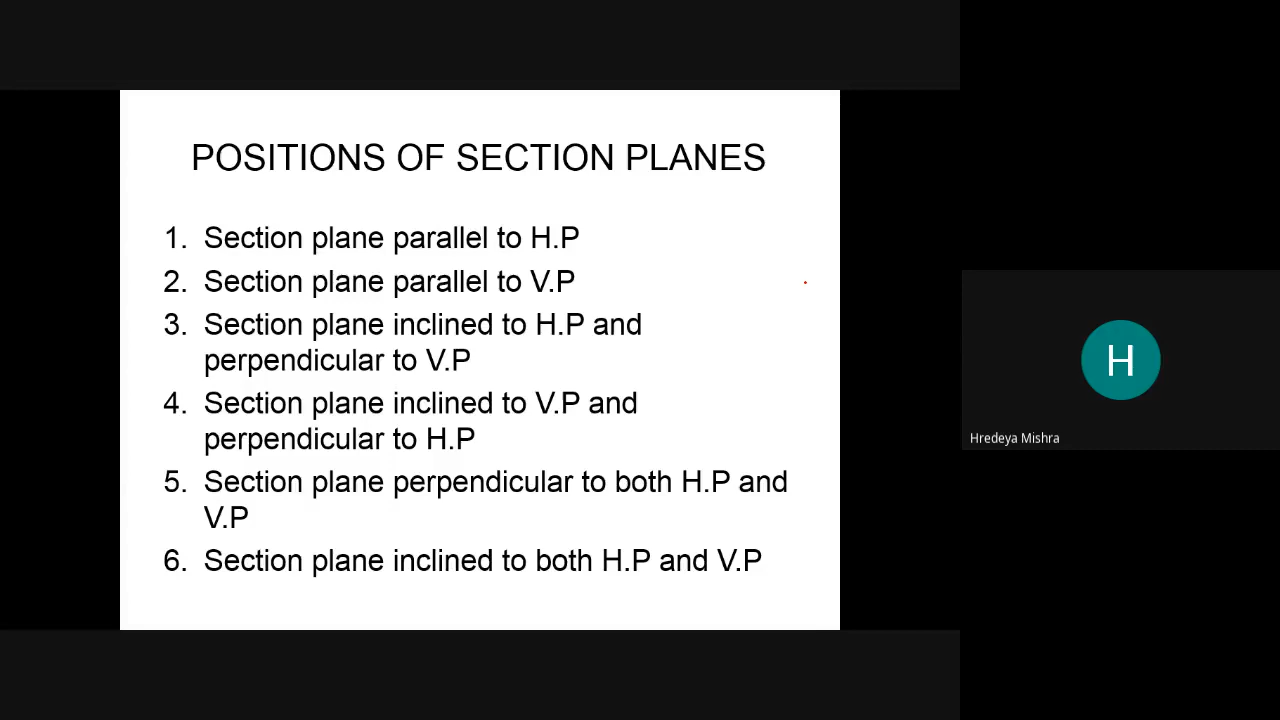 POSITIONS OF SECTION PLANES
1. Section plane parallel to H.P
2. Section plane parallel to V.P
3. Section plane inclined to H.P and
perpendicular to V.P
4. Section plane inclined to V.P and
perpendicular to H.P
5. Section plane perpendicular to both H.P and
V.P
6. Section plane inclined to both H.P and V.P
H
Hredeya Mishra